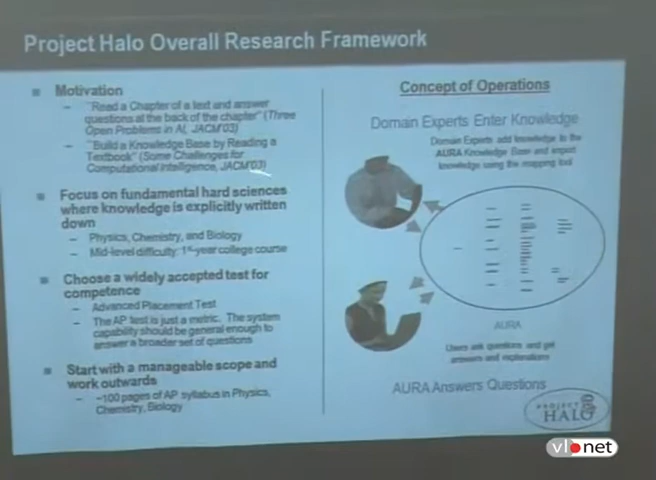 Project Halo Overall Research Framework
Motivation
– "Read a Chapter of a text and answer
questions at the back of the chapter" (Three
Open Problems in AI, JACM'03)
– "Build a Knowledge Base by Reading a
Textbook" (Some Challenges for
Computational Intelligence, JACM'03)
Focus on fundamental hard sciences
where knowledge is explicitly written
down
– Physics, Chemistry, and Biology
– Mid-level difficulty: 1st-year college course
Choose a widely accepted test for
competence
– Advanced Placement Test
– The AP test is just a metric. The system
capability should be general enough to
answer a broader set of questions
Start with a manageable scope and
work outwards
– ~100 pages of AP syllabus in Physics,
Chemistry, Biology
Concept of Operations
Domain Experts Enter Knowledge
Domain Experts add knowledge to the
AURA Knowledge Base and import
knowledge using the mapping tool
AURA
Users ask questions and get
answers and explanations
AURA Answers Questions
PROJECT
HALO
vl net